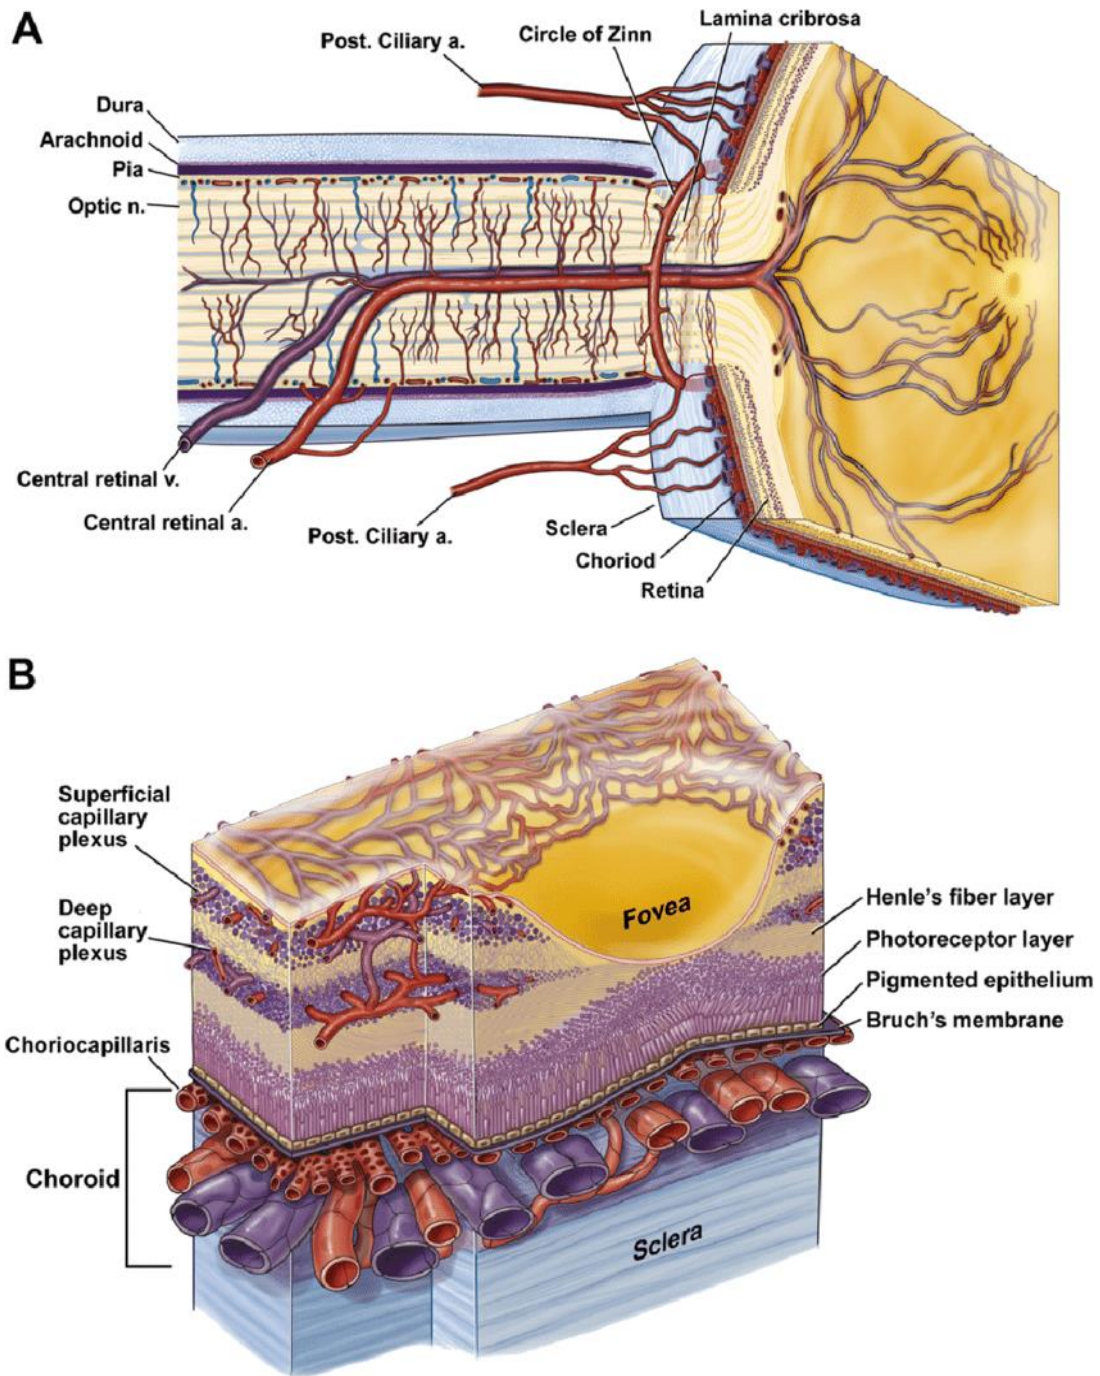 A
Lamina cribrosa
Circle of Zinn
Post. Ciliary a.
Dura
Arachnoid
Pia
Optic n.
Central retinal v.
Central retinal a.
Post. Ciliary a.
Sclera
Choriod
Retina
B
Superficial
capillary
plexus
Deep
capillary
plexus
Fovea
Henle's fiber layer
Photoreceptor layer
Pigmented epithelium
Bruch's membrane
Choriocapillaris
Choroid
Sclera